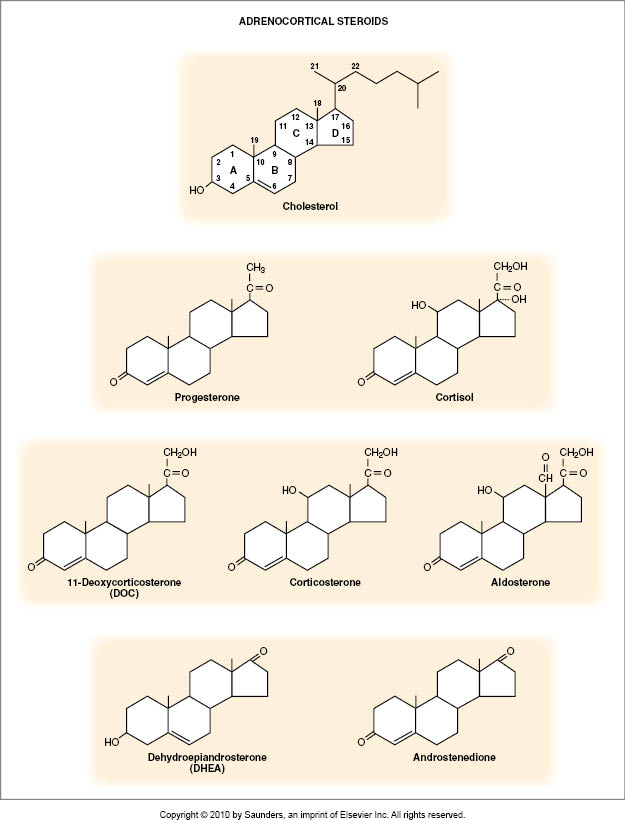 ADRENOCORTICAL STEROIDS
21
22
20
18
17
12
11
13
16
C
D
19
14
15
1
9
2
10
8
A
B
3
5
7
HO
4
6
Cholesterol
CH3
C=O
O
Progesterone
CH2OH
C=O
HO
OH
O
Cortisol
CH2OH
C=O
O
11-Deoxycorticosterone
(DOC)
CH2OH
HO
C=O
O
Corticosterone
O
CH2OH
CH
C=O
HO
O
Aldosterone
O
HO
Dehydroepiandrosterone
(DHEA)
O
O
Androstenedione
Copyright © 2010 by Saunders, an imprint of Elsevier Inc. All rights reserved.